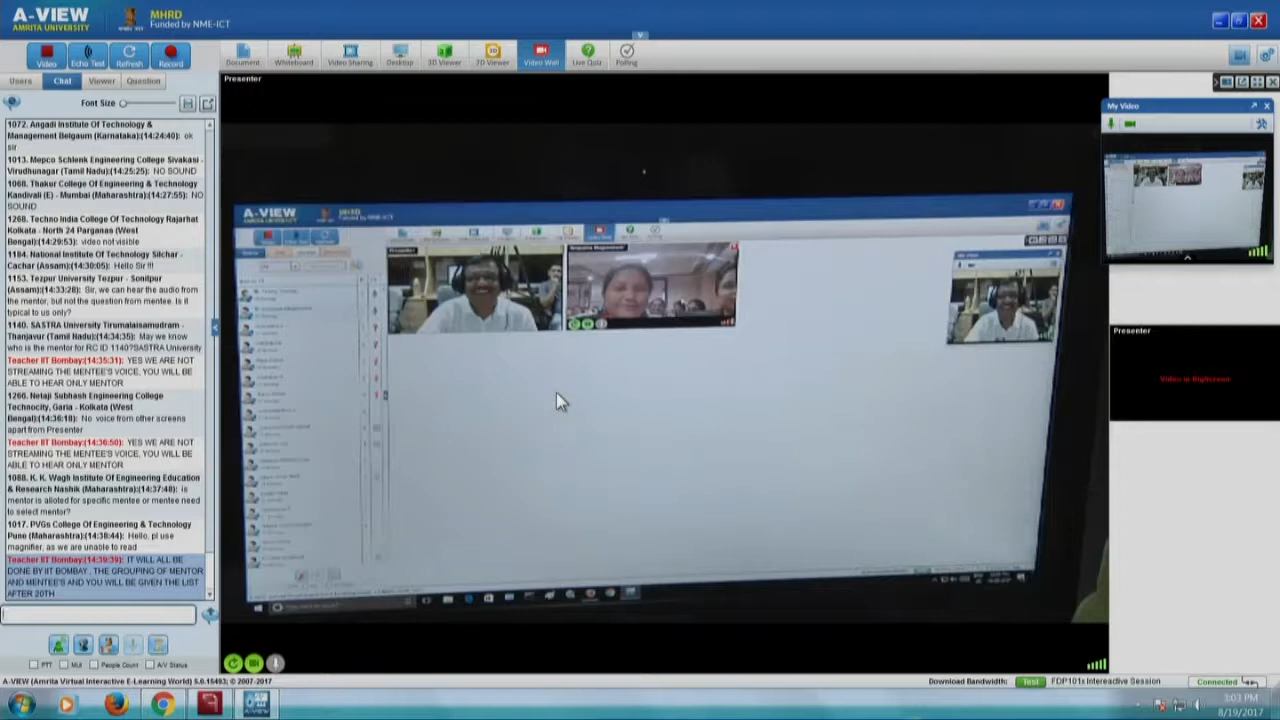 A-VIEW
AMRITA UNIVERSITY
MHRD
Funded by NME-ICT
Video
Echo Test
Refresh
Record
Document
Whiteboard
Video Sharing
Desktop
3D Viewer
2D Viewer
Video Wall
Live Quiz
Polling
Users
Chat
Viewer
Question
Font Size
1072. Angadi Institute Of Technology &
Management Belgaum (Karnataka):(14:24:40): ok
sir
1013. Mepco Schlenk Engineering College Sivakasi -
Virudhunagar (Tamil Nadu):(14:25:25): NO SOUND
1068. Thakur College Of Engineering & Technology
Kandivali (E) - Mumbai (Maharashtra):(14:27:55): NO
SOUND
1268. Techno India College Of Technology Rajarhat
Kolkata - North 24 Parganas (West
Bengal):(14:29:53): video not visible
1184. National Institute Of Technology Silchar -
Cachar (Assam):(14:30:05): Hello Sir !!!
1153. Tezpur University Tezpur - Sonitpur
(Assam):(14:33:28): Sir, we can hear the audio from
the mentor, but not the question from mentee. Is it
typical to us only?
1140. SASTRA University Tirumalaisamudram -
Thanjavur (Tamil Nadu):(14:34:35): May we know
who is the mentor for RC ID 1140?SASTRA University
Teacher IIT Bombay:(14:35:31): YES WE ARE NOT
STREAMING THE MENTEE'S VOICE, YOU WILL BE
ABLE TO HEAR ONLY MENTOR
1266. Netaji Subhash Engineering College
Technocity, Garia - Kolkata (West
Bengal):(14:36:18): No voice from other screens
apart from Presenter
Teacher IIT Bombay:(14:36:50): YES WE ARE NOT
STREAMING THE MENTEE'S VOICE, YOU WILL BE
ABLE TO HEAR ONLY MENTOR
1088. K. K. Wagh Institute Of Engineering Education
& Research Nashik (Maharashtra):(14:37:48): is
mentor is alloted for specific mentee or mentee need
to select mentor?
1017. PVGs College Of Engineering & Technology
Pune (Maharashtra):(14:38:44): Hello, pl use
magnifier, as we are unable to read
Teacher IIT Bombay:(14:39:39): IT WILL ALL BE
DONE BY IIT BOMBAY . THE GROUPING OF MENTOR
AND MENTEE'S AND YOU WILL BE GIVEN THE LIST
AFTER 20TH
PTT
MUI
People Count
A/V Status
Presenter
A-VIEW
MHRD
Presenter
My Video
Presenter
Video is Fullscreen
A-VIEW (Amrita Virtual Interactive E-Learning World) 5.0.15493; © 2007-2017
Download Bandwidth:
Test
FDP101x Intereactive Session
Connected
3:03 PM
8/19/2017